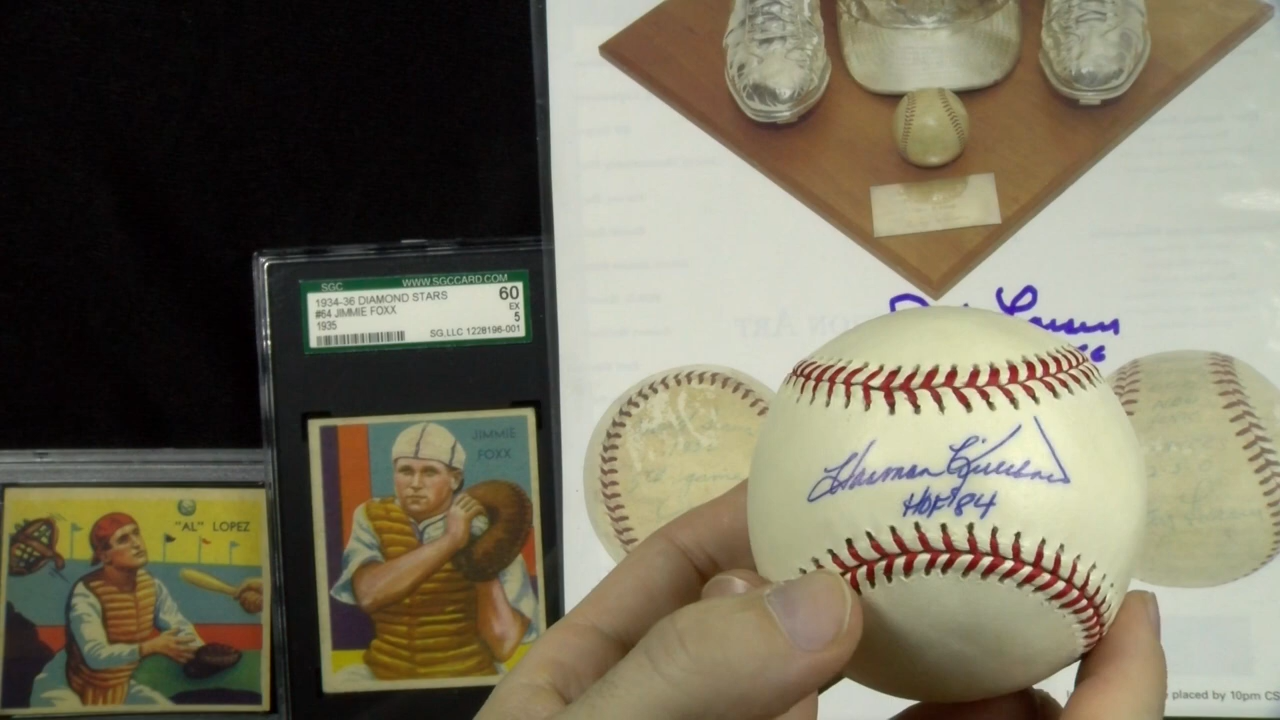 SGC WWW.SGCCARD.COM
1934-36 DIAMOND STARS 60
#64 JIMMIE FOXX EX
1935 5
SG.LLC 1228196-001
JIMMIE
FOXX
"AL" LOPEZ
Larsen
Harmon Killebrew
HOF '84
placed by 10pm CS